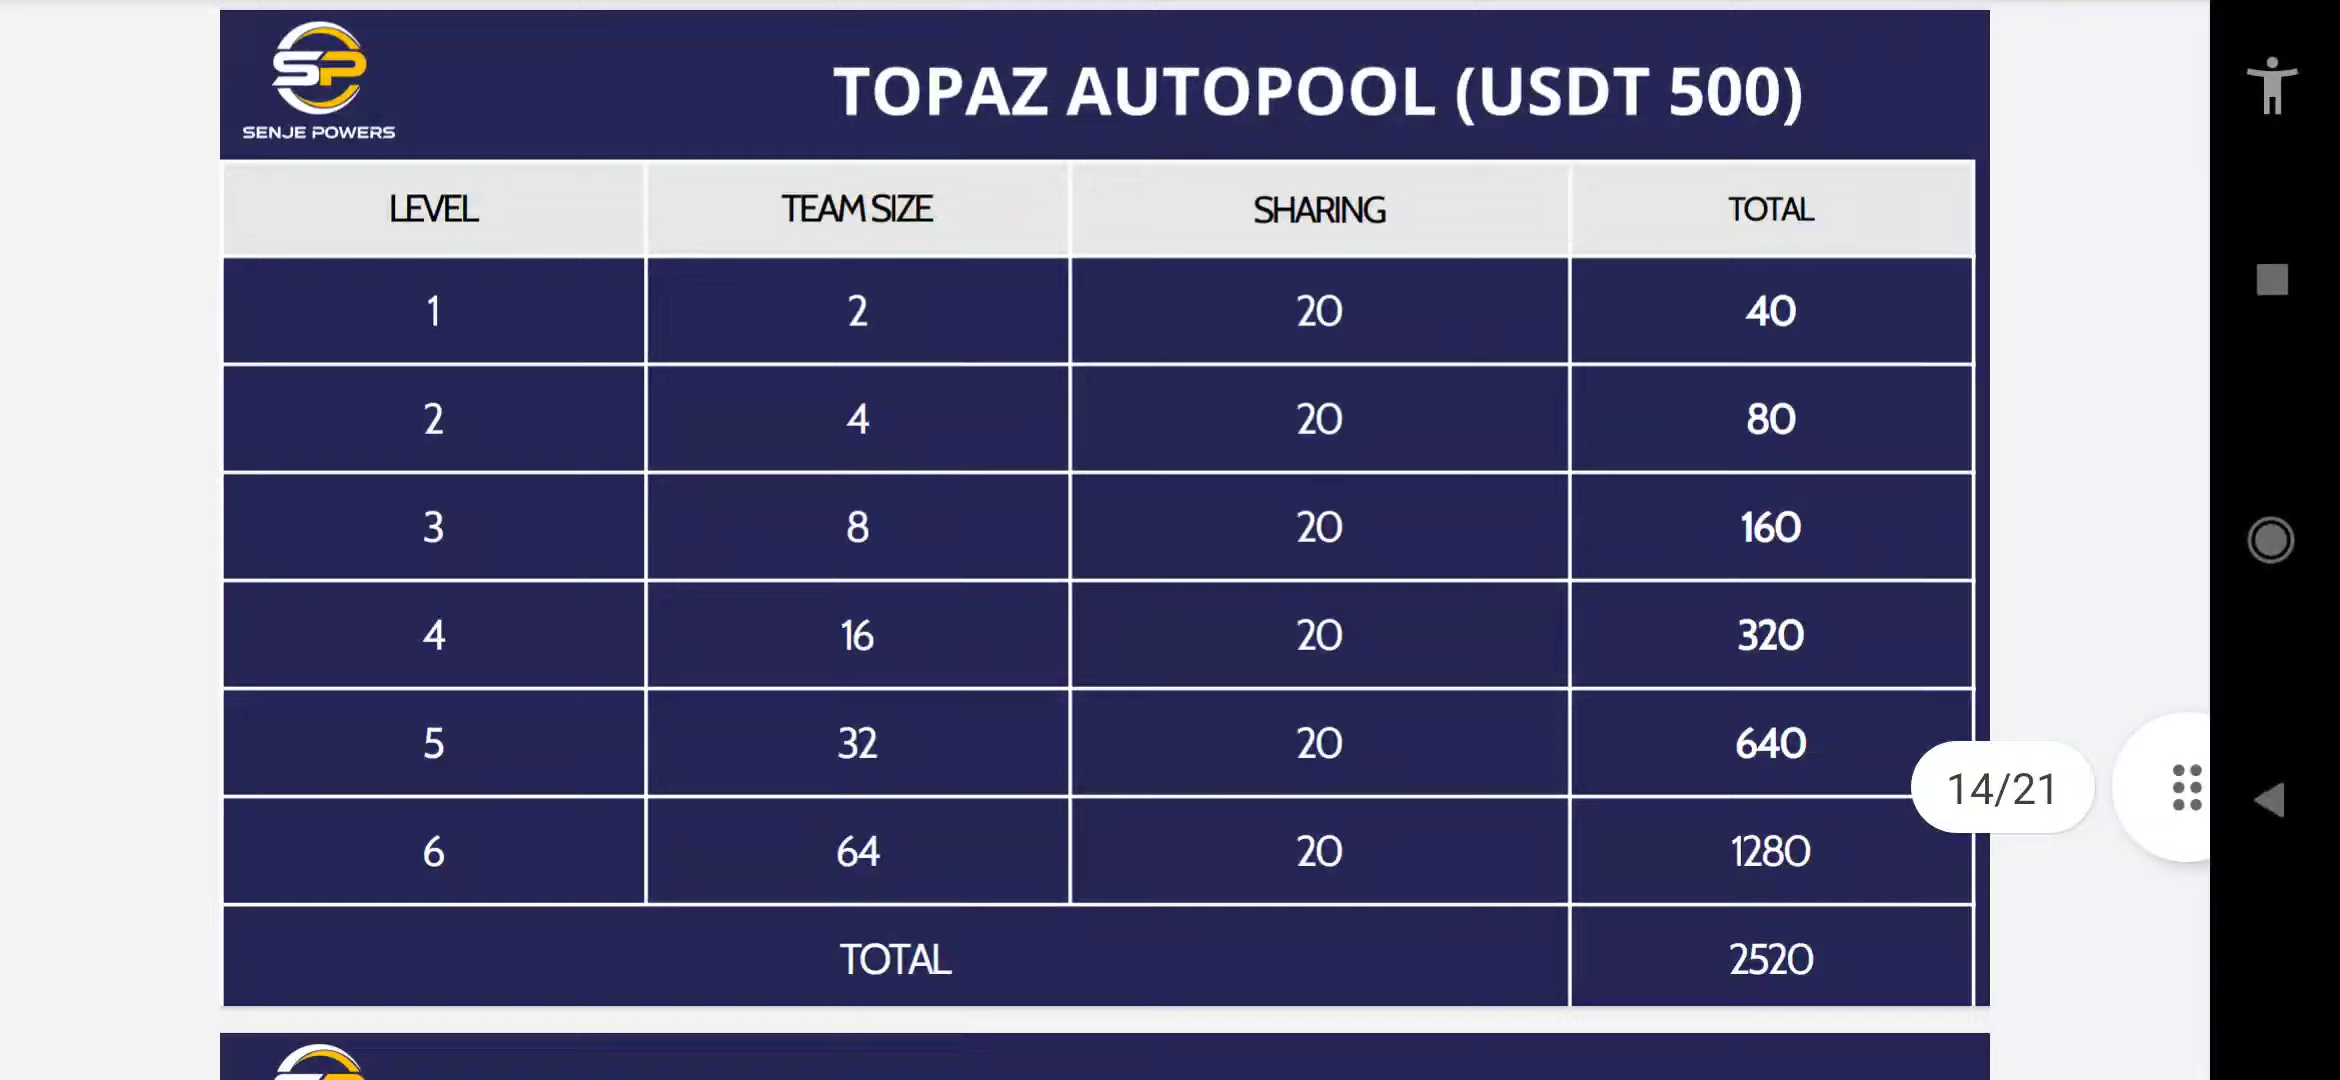 SP
SENJE POWERS
TOPAZ AUTOPOOL (USDT 500)
LEVEL TEAM SIZE SHARING TOTAL
1 2 20 40
2 4 20 80
3 8 20 160
4 16 20 320
5 32 20 640
14/21
6 64 20 1280
TOTAL 2520